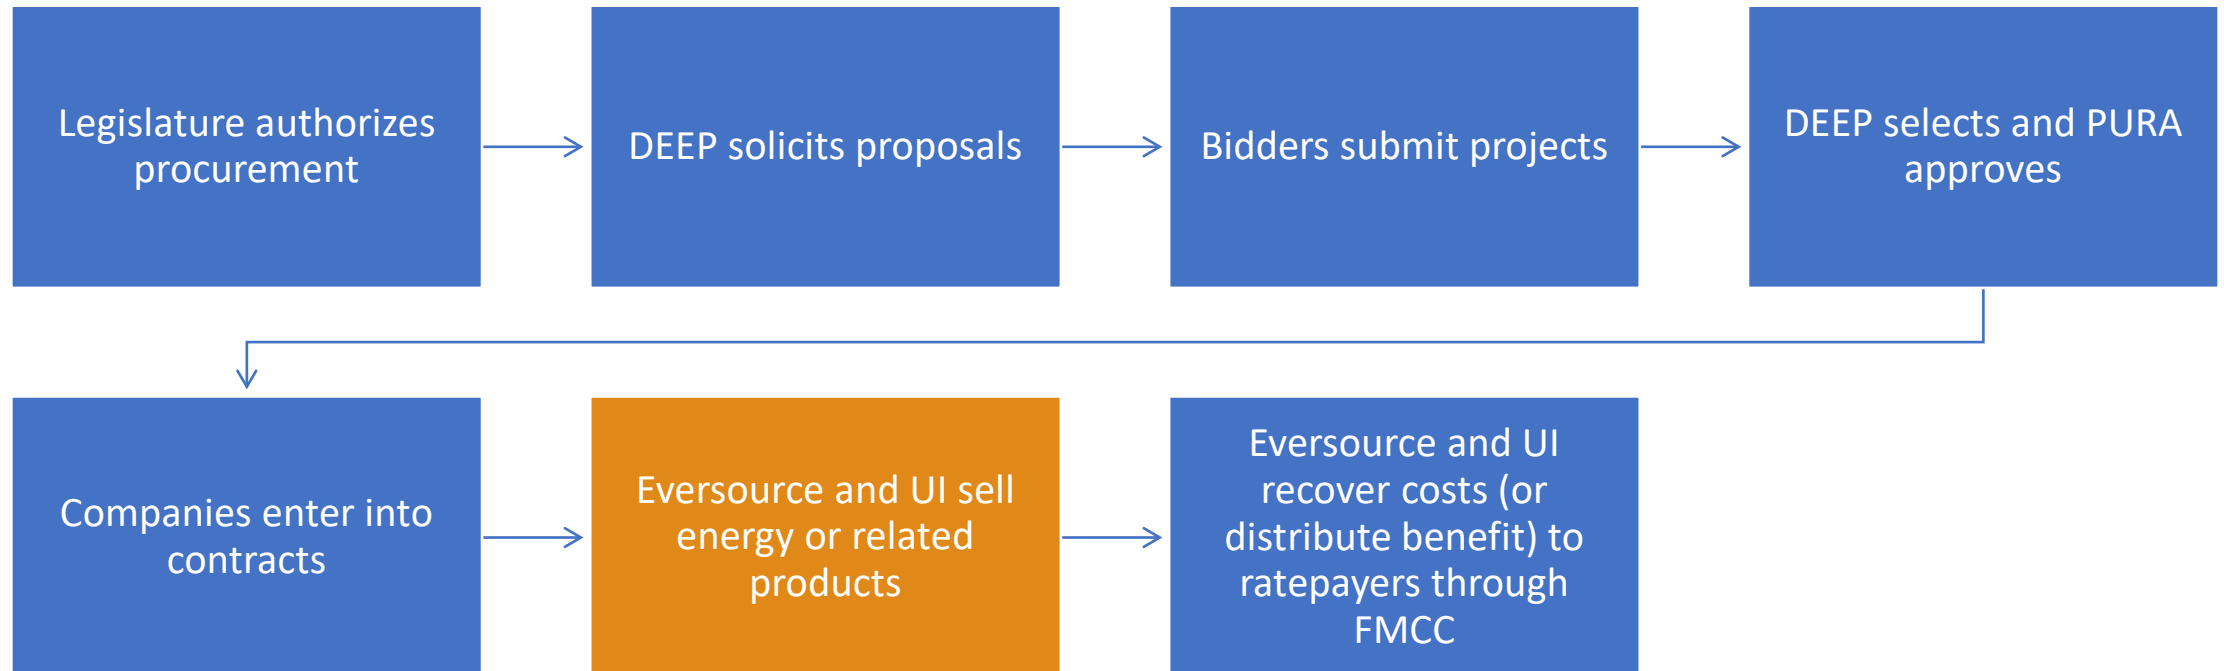 Legislature authorizes
procurement
DEEP solicits proposals
Bidders submit projects
DEEP selects and PURA
approves
Companies enter into
contracts
Eversource and UI sell
energy or related
products
Eversource and UI
recover costs (or
distribute benefit) to
ratepayers through
FMCC